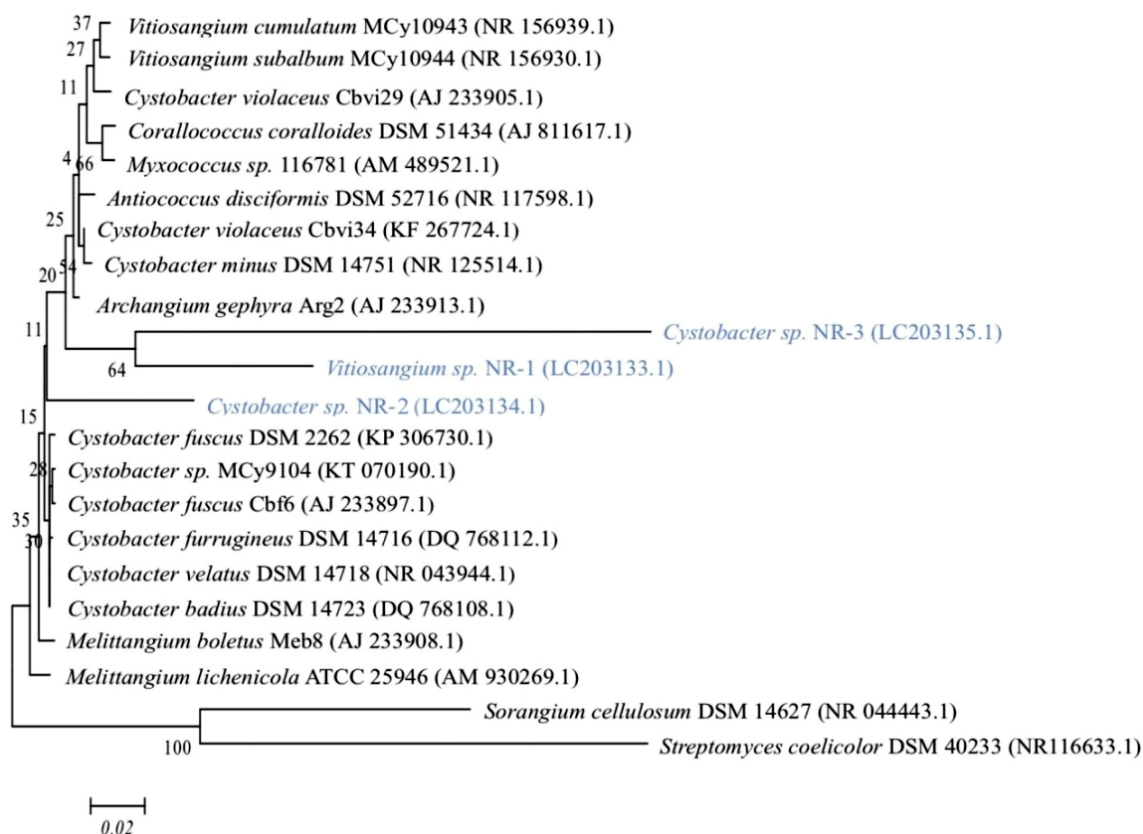 37
Vitiosangium cumulatum MCy10943 (NR 156939.1)
27
Vitiosangium subalbum MCy10944 (NR 156930.1)
11
Cystobacter violaceus Cbvi29 (AJ 233905.1)
Corallococcus coralloides DSM 51434 (AJ 811617.1)
4 66
Myxococcus sp. 116781 (AM 489521.1)
Antiococcus disciformis DSM 52716 (NR 117598.1)
25
Cystobacter violaceus Cbvi34 (KF 267724.1)
20 54
Cystobacter minus DSM 14751 (NR 125514.1)
Archangium gephyra Arg2 (AJ 233913.1)
11
Cystobacter sp. NR-3 (LC203135.1)
64
Vitiosangium sp. NR-1 (LC203133.1)
Cystobacter sp. NR-2 (LC203134.1)
15
Cystobacter fuscus DSM 2262 (KP 306730.1)
28
Cystobacter sp. MCy9104 (KT 070190.1)
Cystobacter fuscus Cbf6 (AJ 233897.1)
35
30
Cystobacter furrugineus DSM 14716 (DQ 768112.1)
Cystobacter velatus DSM 14718 (NR 043944.1)
Cystobacter badius DSM 14723 (DQ 768108.1)
Melittangium boletus Meb8 (AJ 233908.1)
Melittangium lichenicola ATCC 25946 (AM 930269.1)
Sorangium cellulosum DSM 14627 (NR 044443.1)
100
Streptomyces coelicolor DSM 40233 (NR116633.1)
0.02